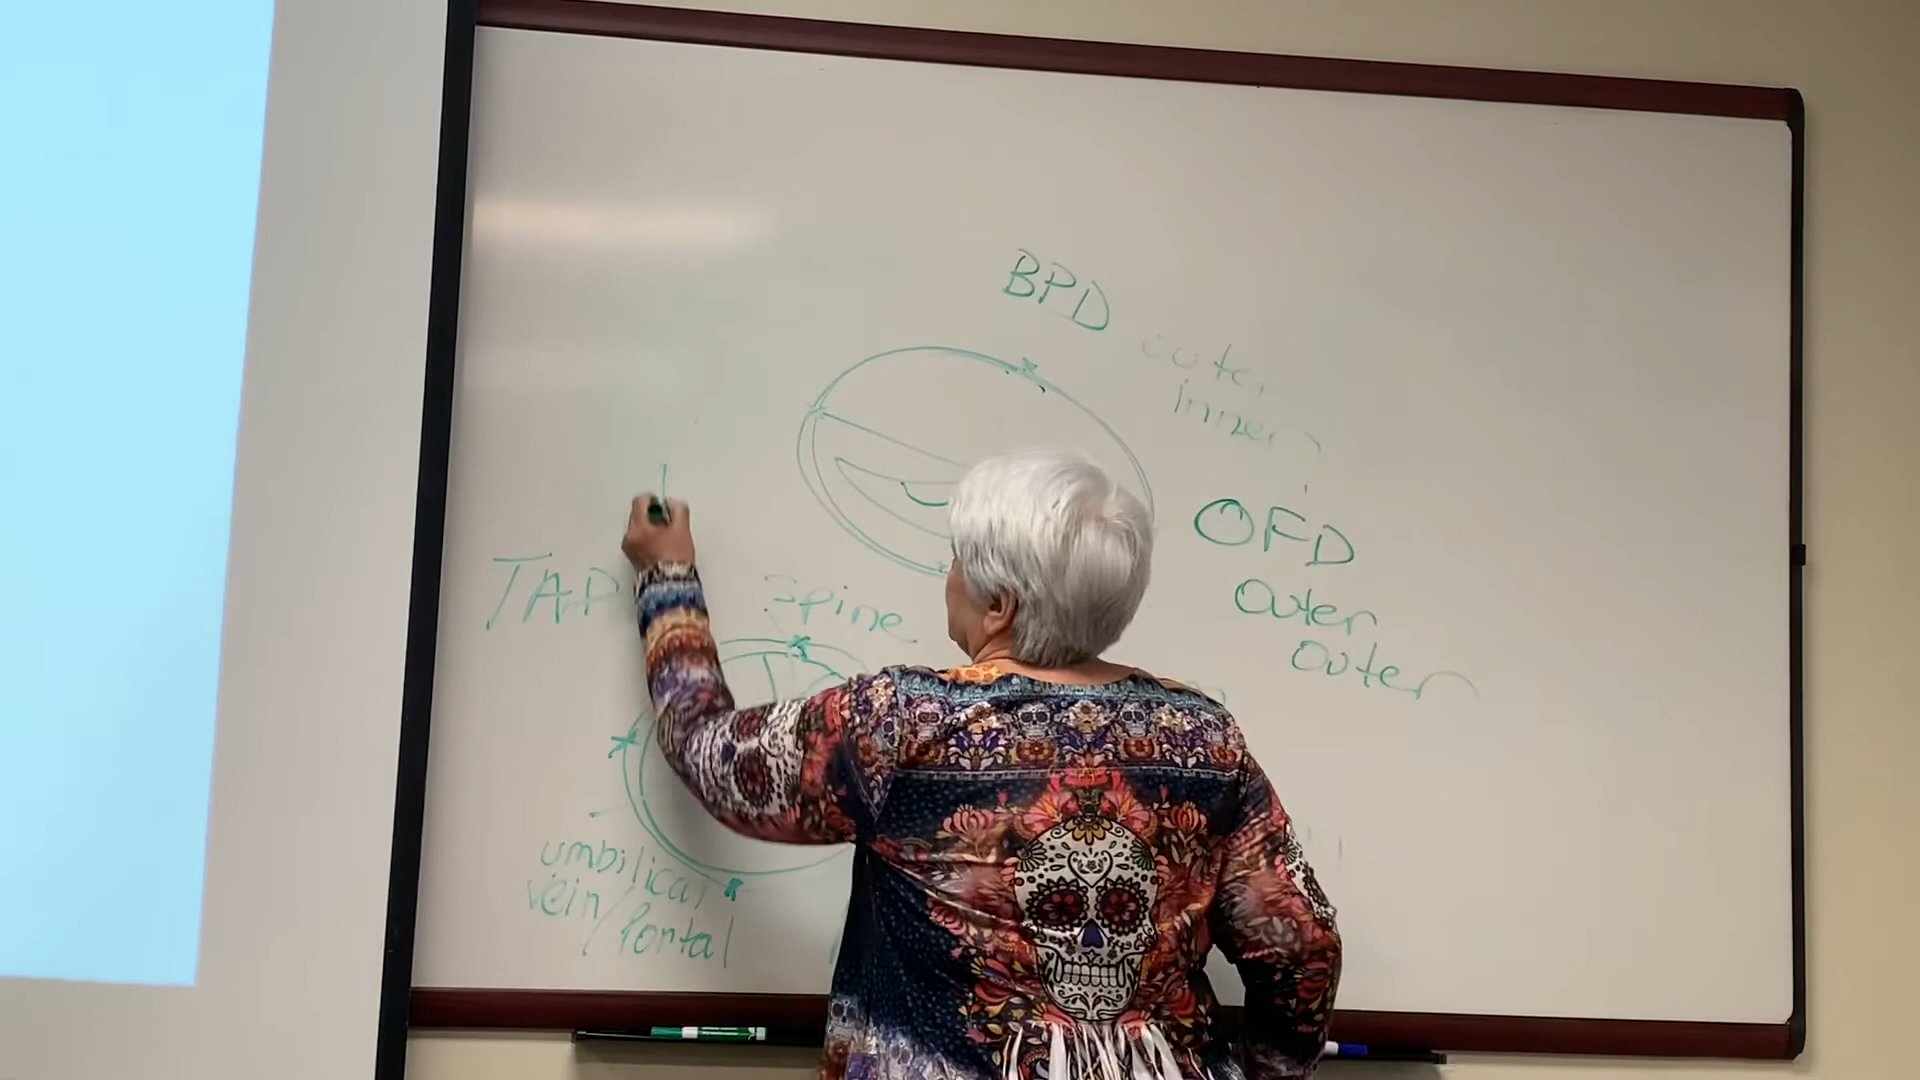 BPD
outer
inner
OFD
Outer
Outer
TAP
Spine
umbilical
vein/Portal